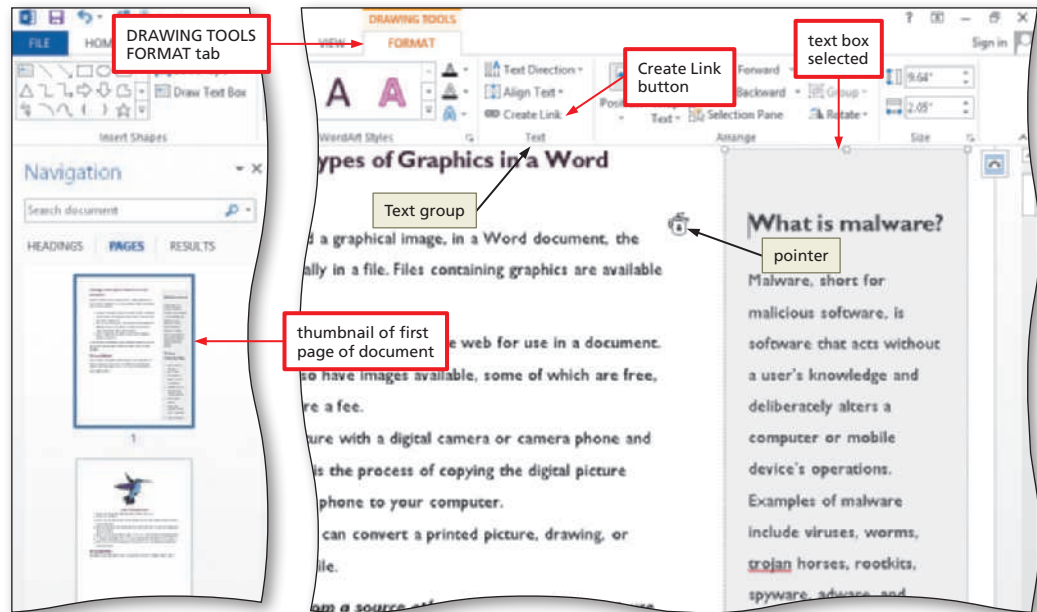 DRAWING TOOLS
FILE
HOM
DRAWING TOOLS
FORMAT tab
VIEW
FORMAT
Sign in
Draw Text Box
Insert Shapes
A A
WordArt Styles
Text Direction
Align Text
Create Link
Text
Create Link
button
Forward
Backward
Text
Selection Pane
Group
Rotate
Arrange
text box
selected
9.64"
2.05"
Size
Navigation
Search document
HEADINGS PAGES RESULTS
thumbnail of first
page of document
1
ypes of Graphics in a Word
Text group
d a graphical image, in a Word document, the
ally in a file. Files containing graphics are available
e web for use in a document.
so have images available, some of which are free,
re a fee.
ture with a digital camera or camera phone and
is the process of copying the digital picture
phone to your computer.
can convert a printed picture, drawing, or
ile.
om a source
pointer
What is malware?
Malware, short for
malicious software, is
software that acts without
a user's knowledge and
deliberately alters a
computer or mobile
device's operations.
Examples of malware
include viruses, worms,
trojan horses, rootkits,
spyware, adware, and